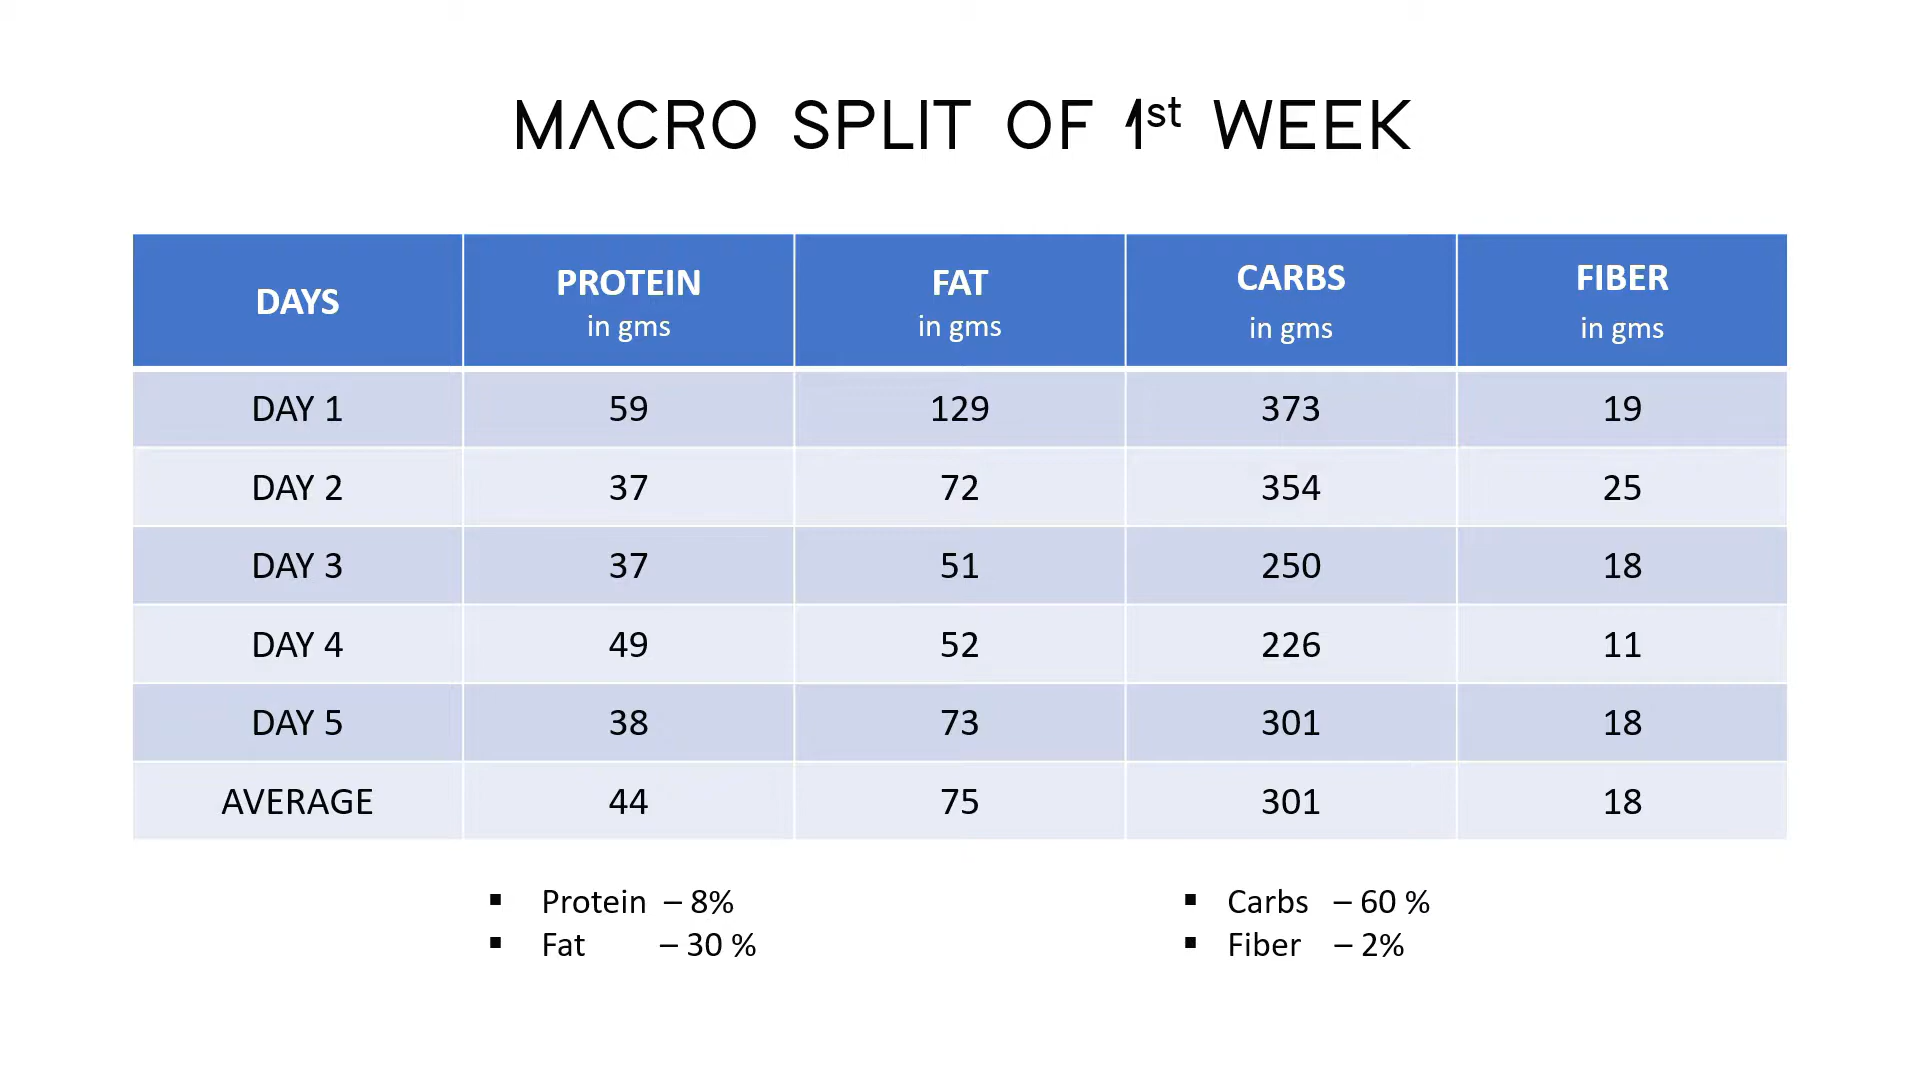 MACRO SPLIT OF 1st WEEK
DAYS PROTEIN in gms FAT in gms CARBS in gms FIBER in gms
DAY 1 59 129 373 19
DAY 2 37 72 354 25
DAY 3 37 51 250 18
DAY 4 49 52 226 11
DAY 5 38 73 301 18
AVERAGE 44 75 301 18
▪ Protein – 8%
▪ Fat – 30 %
▪ Carbs – 60 %
▪ Fiber – 2%